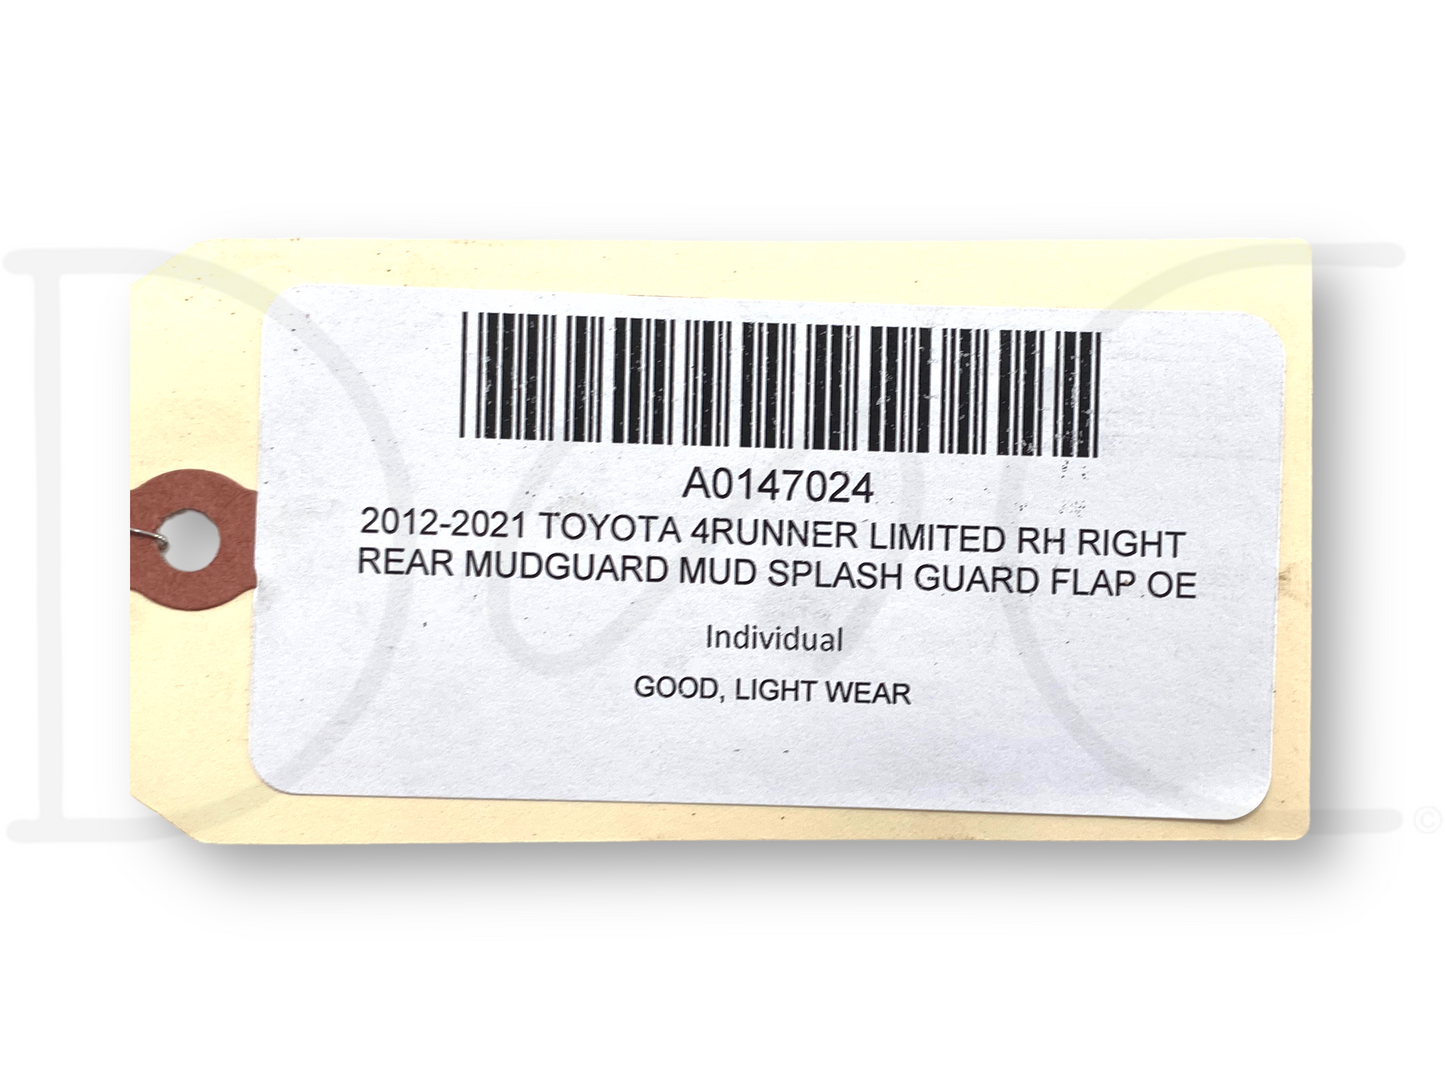 A0147024
2012-2021 TOYOTA 4RUNNER LIMITED RH RIGHT
REAR MUDGUARD MUD SPLASH GUARD FLAP OE
Individual
GOOD, LIGHT WEAR
©